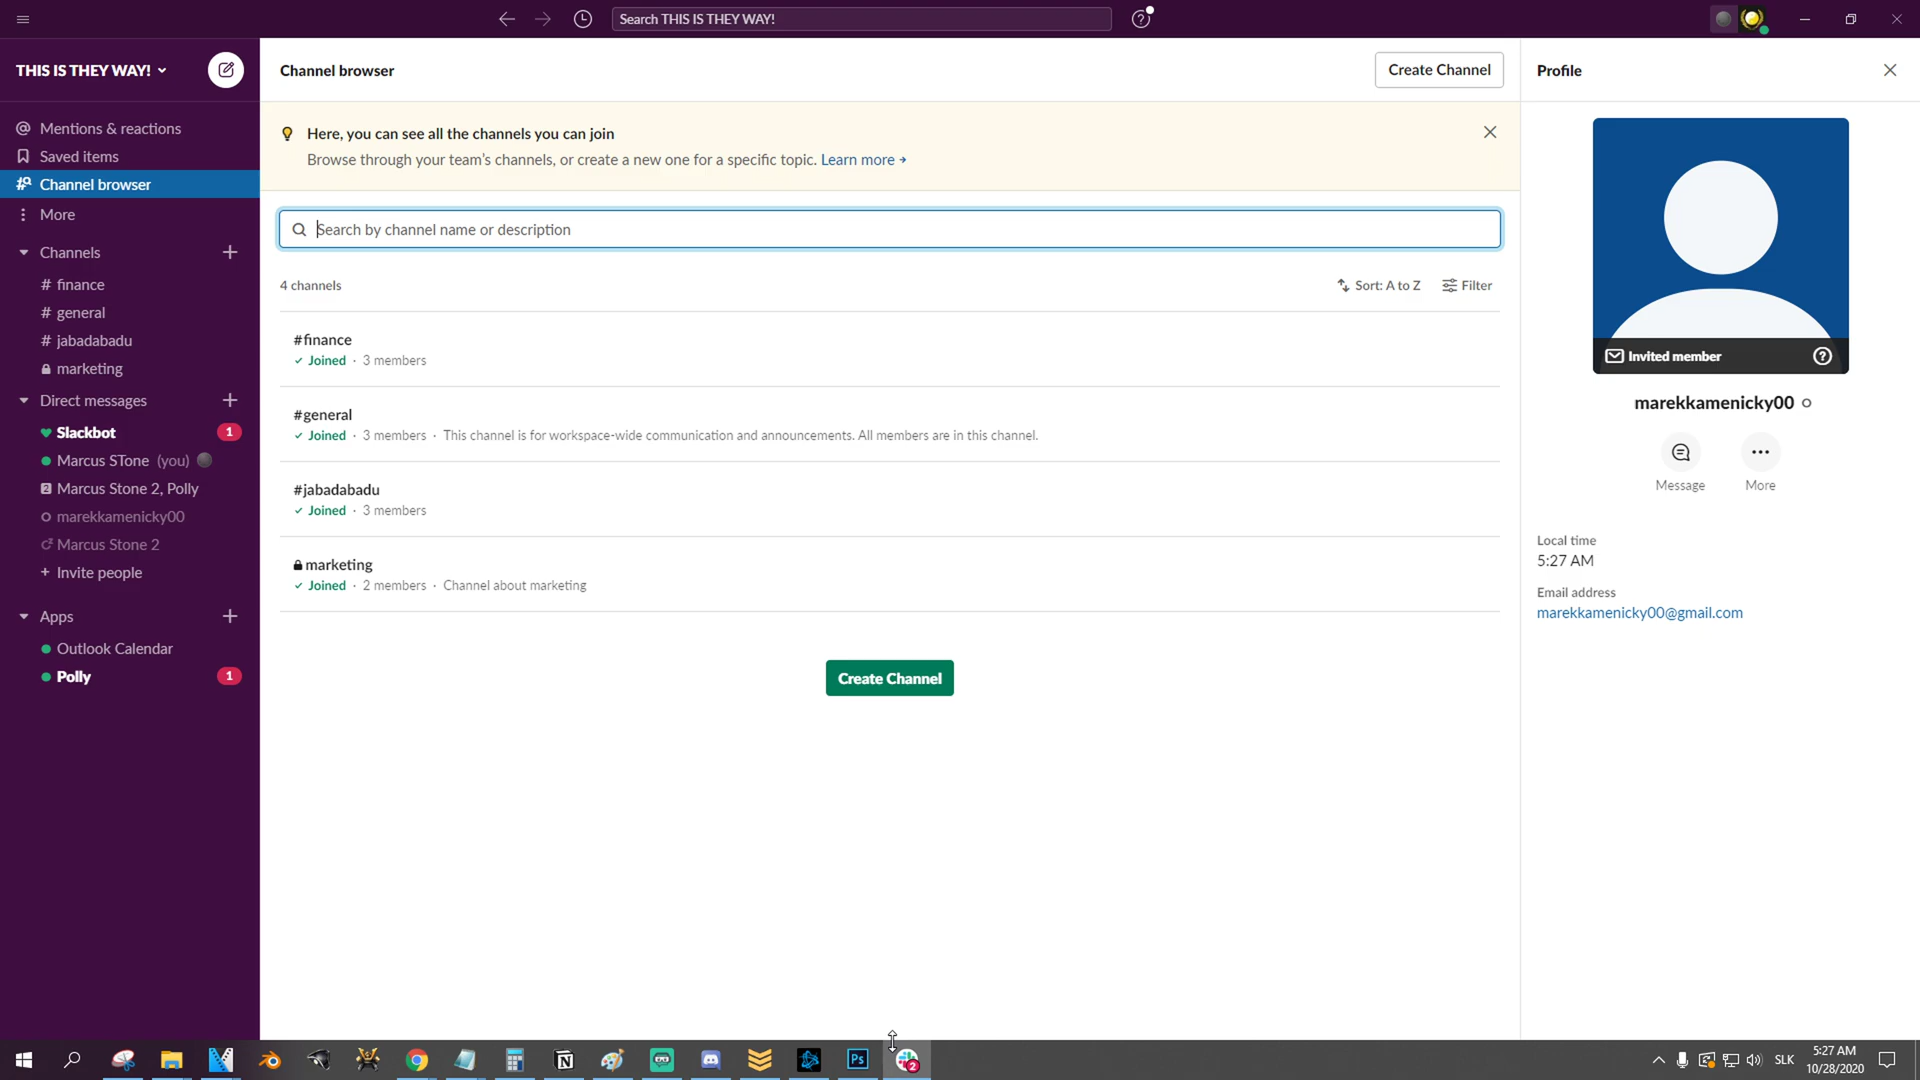 Search THIS IS THEY WAY!
THIS IS THEY WAY!
Mentions & reactions
Saved items
Channel browser
More
Channels
# finance
# general
# jabadabadu
marketing
Direct messages
Slackbot 1
Marcus STone (you)
2 Marcus Stone 2, Polly
marekkamenicky00
Marcus Stone 2
+ Invite people
Apps
Outlook Calendar
Polly 1
Channel browser
Create Channel
Here, you can see all the channels you can join
Browse through your team's channels, or create a new one for a specific topic. Learn more
Search by channel name or description
4 channels
Sort: A to Z Filter
#finance
Joined · 3 members
#general
Joined · 3 members · This channel is for workspace-wide communication and announcements. All members are in this channel.
#jabadabadu
Joined · 3 members
marketing
Joined · 2 members · Channel about marketing
Create Channel
Profile
Invited member
marekkamenicky00
Message More
Local time
5:27 AM
Email address
marekkamenicky00@gmail.com
Ps
2
SLK
5:27 AM
10/28/2020